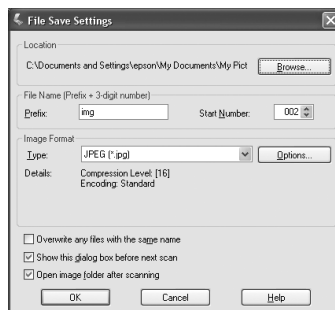 File Save Settings
Location
C:\Documents and Settings\epson\My Documents\My Pict
Browse...
File Name (Prefix + 3-digit number)
Prefix:
img
Start Number:
002
Image Format
Type:
JPEG (*.jpg)
Options...
Details:
Compression Level: [16]
Encoding: Standard
Overwrite any files with the same name
Show this dialog box before next scan
Open image folder after scanning
OK
Cancel
Help